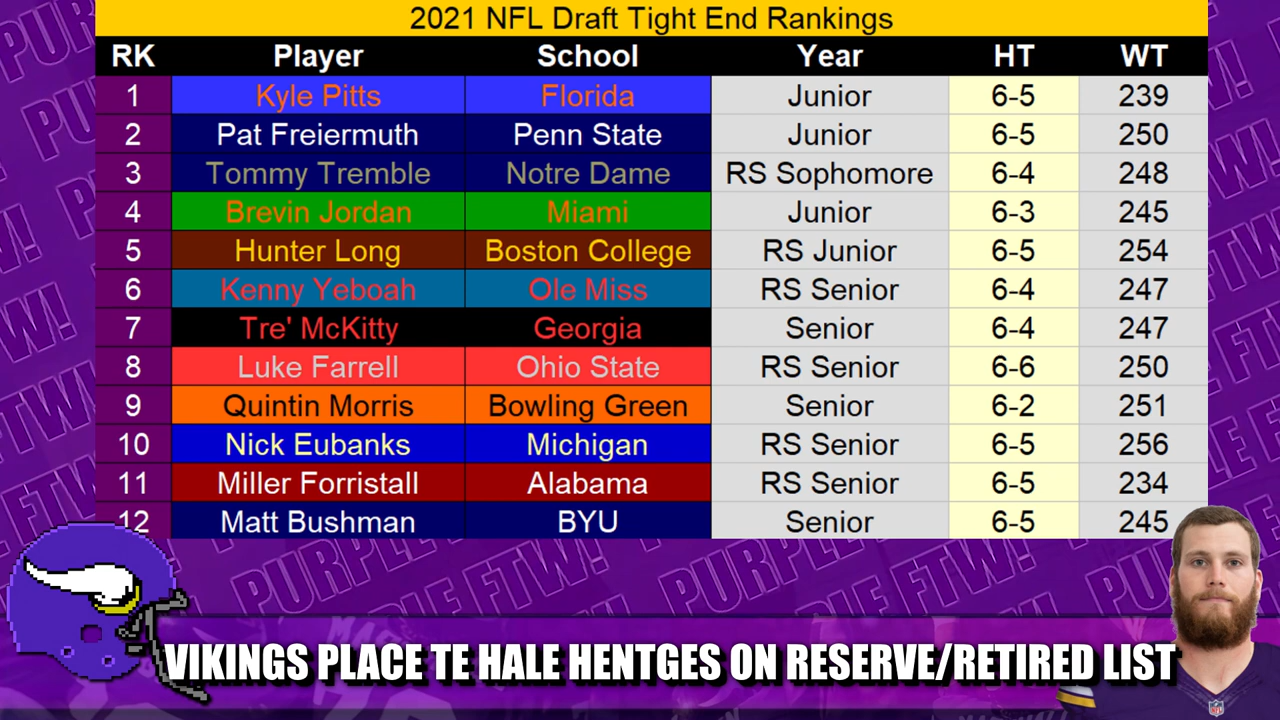 2021 NFL Draft Tight End Rankings
RK Player School Year HT WT
1 Kyle Pitts Florida Junior 6-5 239
2 Pat Freiermuth Penn State Junior 6-5 250
3 Tommy Tremble Notre Dame RS Sophomore 6-4 248
4 Brevin Jordan Miami Junior 6-3 245
5 Hunter Long Boston College RS Junior 6-5 254
6 Kenny Yeboah Ole Miss RS Senior 6-4 247
7 Tre' McKitty Georgia Senior 6-4 247
8 Luke Farrell Ohio State RS Senior 6-6 250
9 Quintin Morris Bowling Green Senior 6-2 251
10 Nick Eubanks Michigan RS Senior 6-5 256
11 Miller Forristall Alabama RS Senior 6-5 234
12 Matt Bushman BYU Senior 6-5 245
PURPLE FTW!
VIKINGS PLACE TE HALE HENTGES ON RESERVE/RETIRED LIST